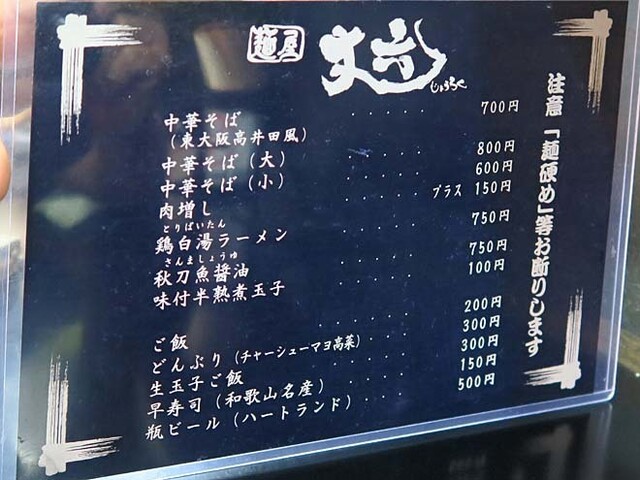 麺屋 丈六
じょうろく
中華そば ・・・・・ 700円
(東大阪高井田風)
中華そば(大) ・・・・・ 800円
中華そば(小) ・・・・・ 600円
肉増し ・・・・・ プラス 150円
とりぱいたん
鶏白湯ラーメン ・・・・・ 750円
さんましょうゆ
秋刀魚醤油 ・・・・・ 750円
味付半熟煮玉子 ・・・・・ 100円
ご飯 ・・・・・ 200円
どんぶり(チャーシューマヨ高菜) 300円
生玉子ご飯 ・・・・・ 300円
早寿司(和歌山名産) ・・・・ 150円
瓶ビール(ハートランド) ・・・ 500円
注意「麺硬め」等お断りします